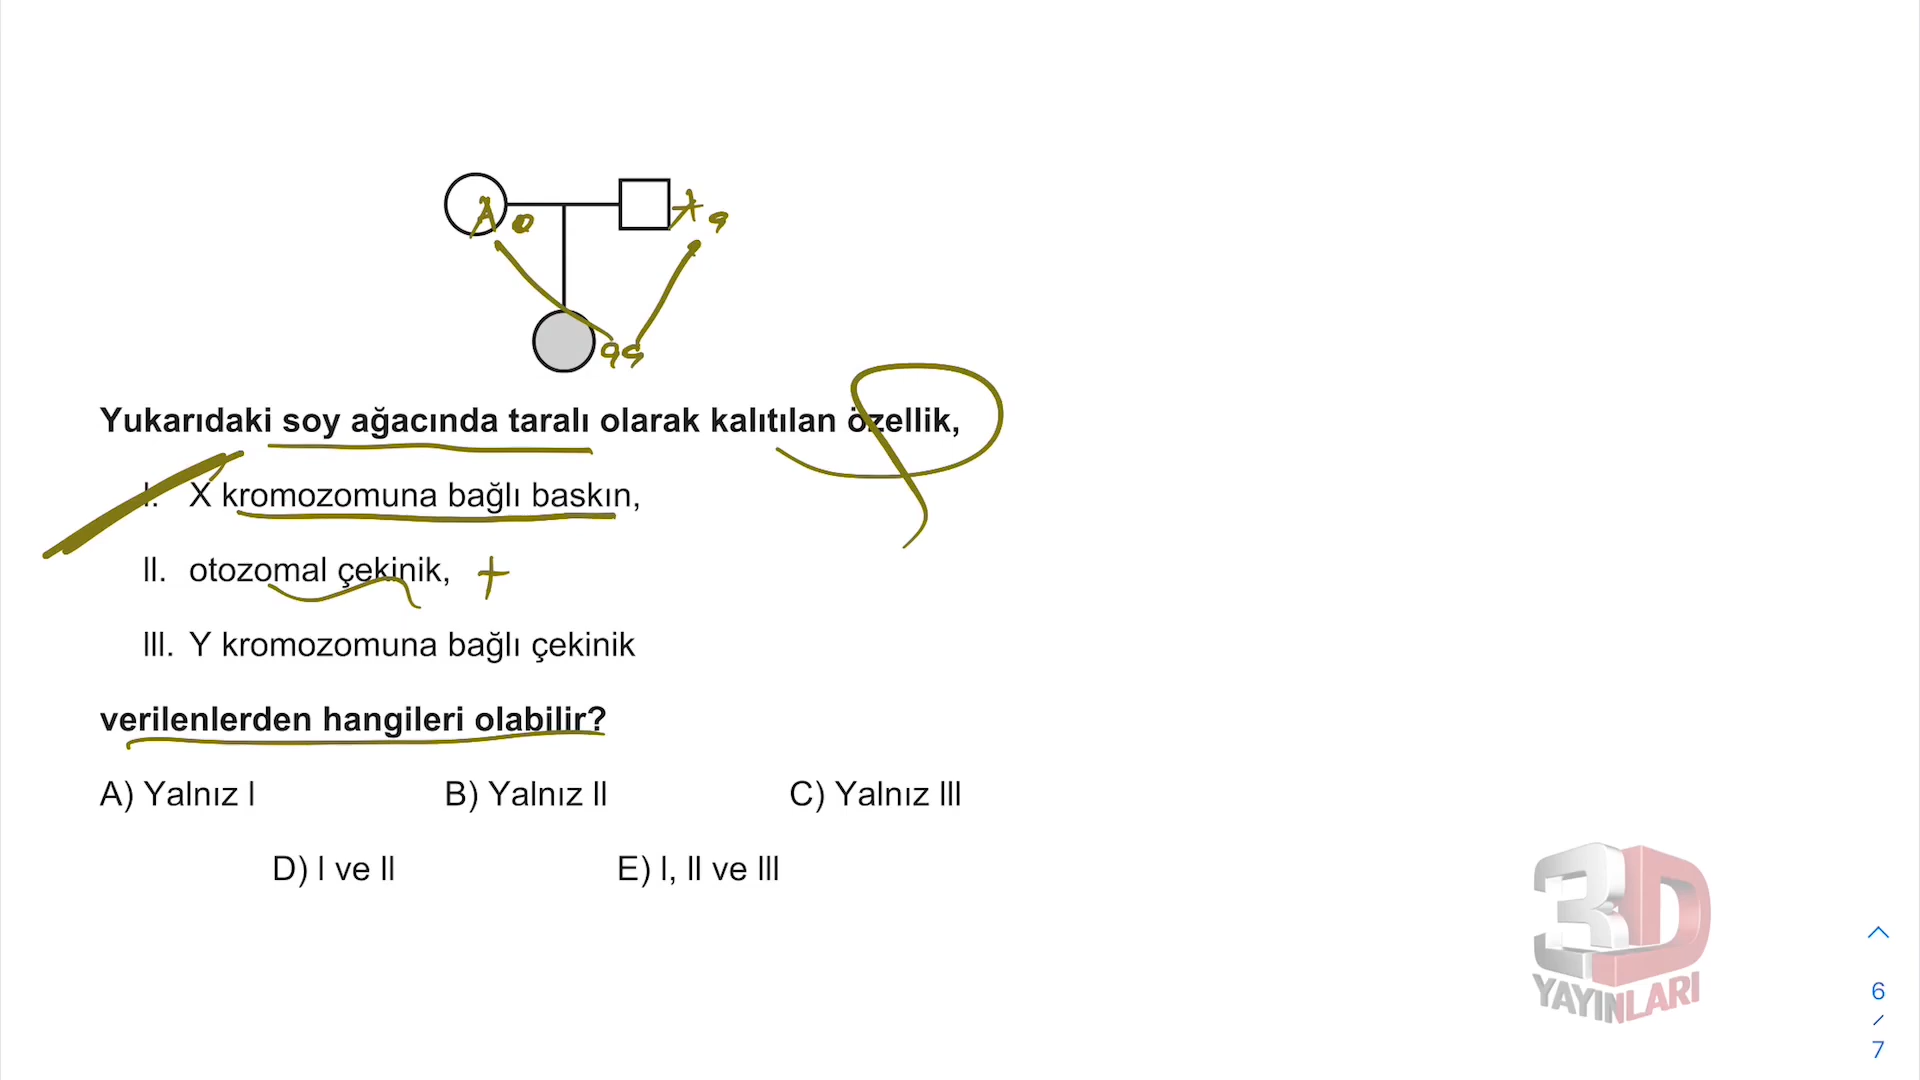 A a
A a
aa
Yukarıdaki soy ağacında taralı olarak kalıtılan özellik,
I. X kromozomuna bağlı baskın,
II. otozomal çekinik, +
III. Y kromozomuna bağlı çekinik
verilenlerden hangileri olabilir?
A) Yalnız I B) Yalnız II C) Yalnız III
D) I ve II E) I, II ve III
3D
YAYINLARI
6
/
7